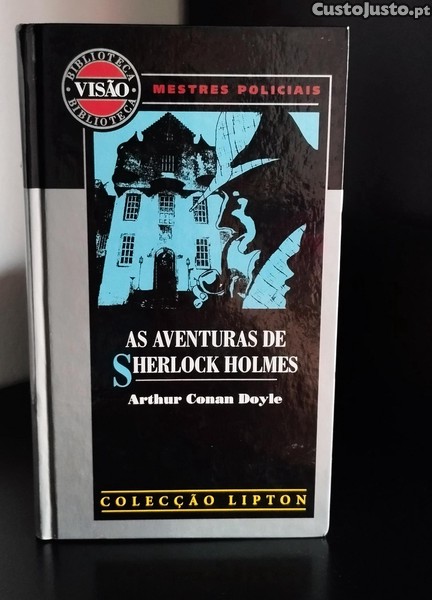 CustoJusto.pt
BIBLIOTECA
VISÃO
BIBLIOTECA
MESTRES POLICIAIS
AS AVENTURAS DE
SHERLOCK HOLMES
Arthur Conan Doyle
COLECÇÃO LIPTON